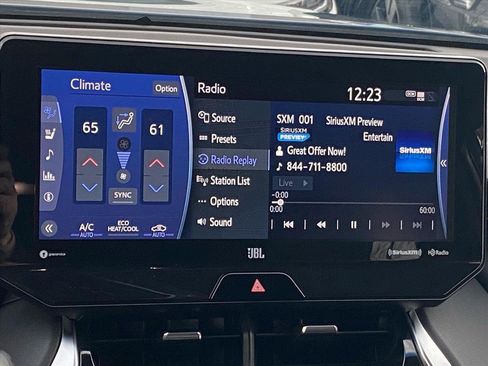 Climate
Option
Radio
12:23
65
61
SYNC
A/C
AUTO
ECO
HEAT/COOL
AUTO
Source
Presets
Radio Replay
Station List
Options
Sound
SXM 001 SiriusXM Preview
SiriusXM
PREVIEW
Entertain
Great Offer Now!
844-711-8800
SiriusXM
Live
-0:00
0:00
60:00
gracenote
JBL
SiriusXM
HD Radio